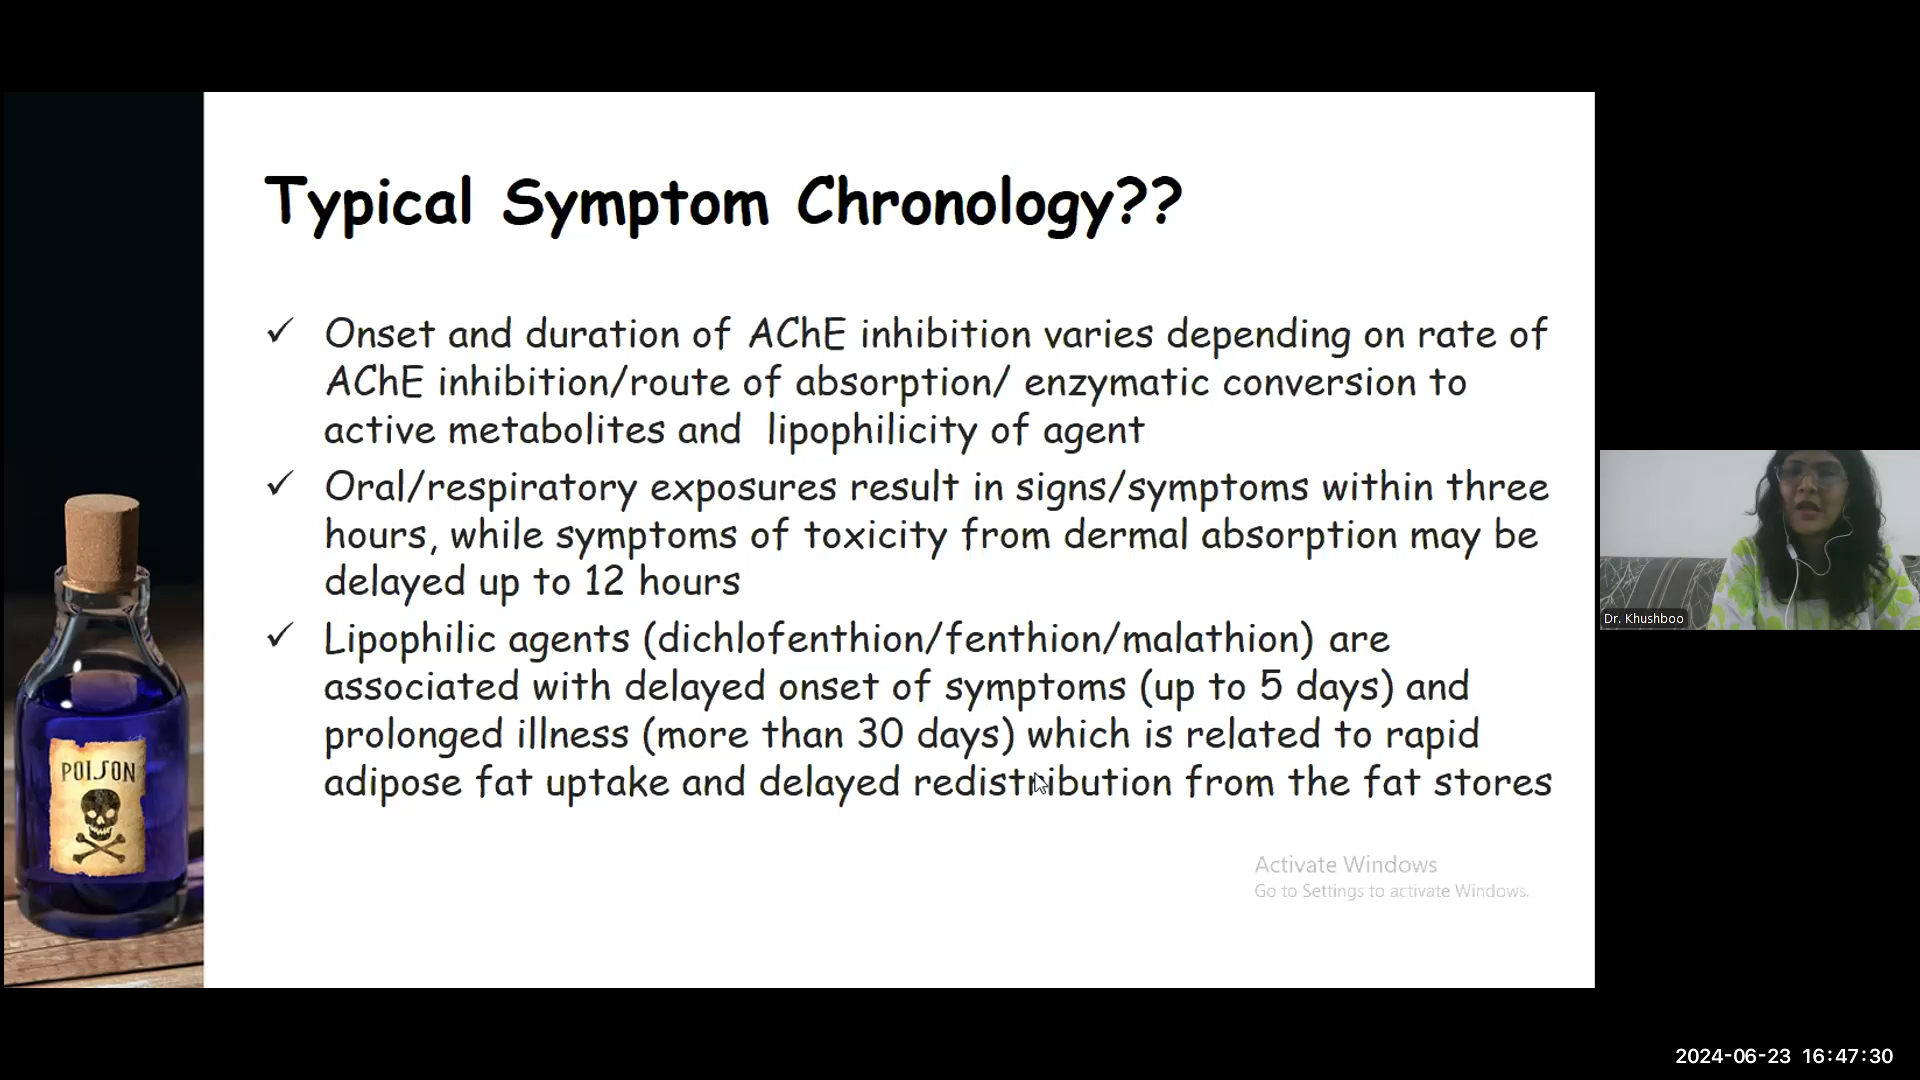 Typical Symptom Chronology??
✓ Onset and duration of AChE inhibition varies depending on rate of
AChE inhibition/route of absorption/ enzymatic conversion to
active metabolites and lipophilicity of agent
✓ Oral/respiratory exposures result in signs/symptoms within three
hours, while symptoms of toxicity from dermal absorption may be
delayed up to 12 hours
✓ Lipophilic agents (dichlofenthion/fenthion/malathion) are
associated with delayed onset of symptoms (up to 5 days) and
prolonged illness (more than 30 days) which is related to rapid
adipose fat uptake and delayed redistribution from the fat stores
POISON
Activate Windows
Go to Settings to activate Windows.
Dr. Khushboo
2024-06-23 16:47:30